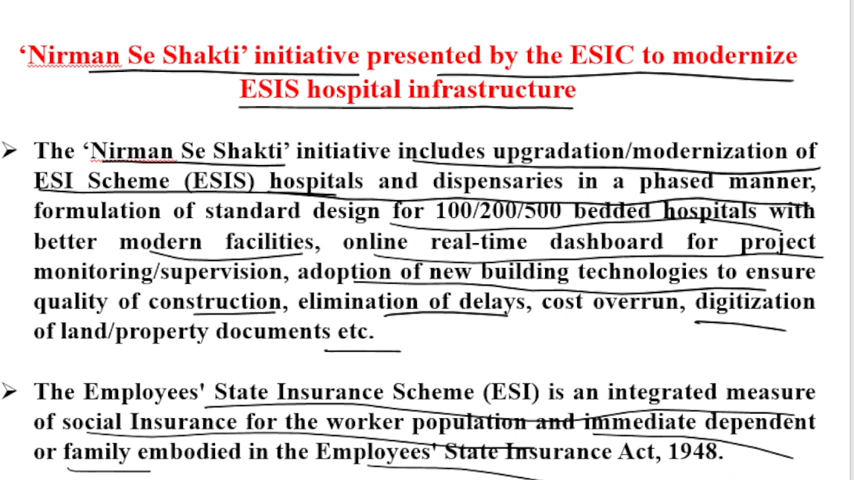 ‘Nirman Se Shakti’ initiative presented by the ESIC to modernize
ESIS hospital infrastructure
➢ The ‘Nirman Se Shakti’ initiative includes upgradation/modernization of
ESI Scheme (ESIS) hospitals and dispensaries in a phased manner,
formulation of standard design for 100/200/500 bedded hospitals with
better modern facilities, online real-time dashboard for project
monitoring/supervision, adoption of new building technologies to ensure
quality of construction, elimination of delays, cost overrun, digitization
of land/property documents etc.
➢ The Employees' State Insurance Scheme (ESI) is an integrated measure
of social Insurance for the worker population and immediate dependent
or family embodied in the Employees' State Insurance Act, 1948.